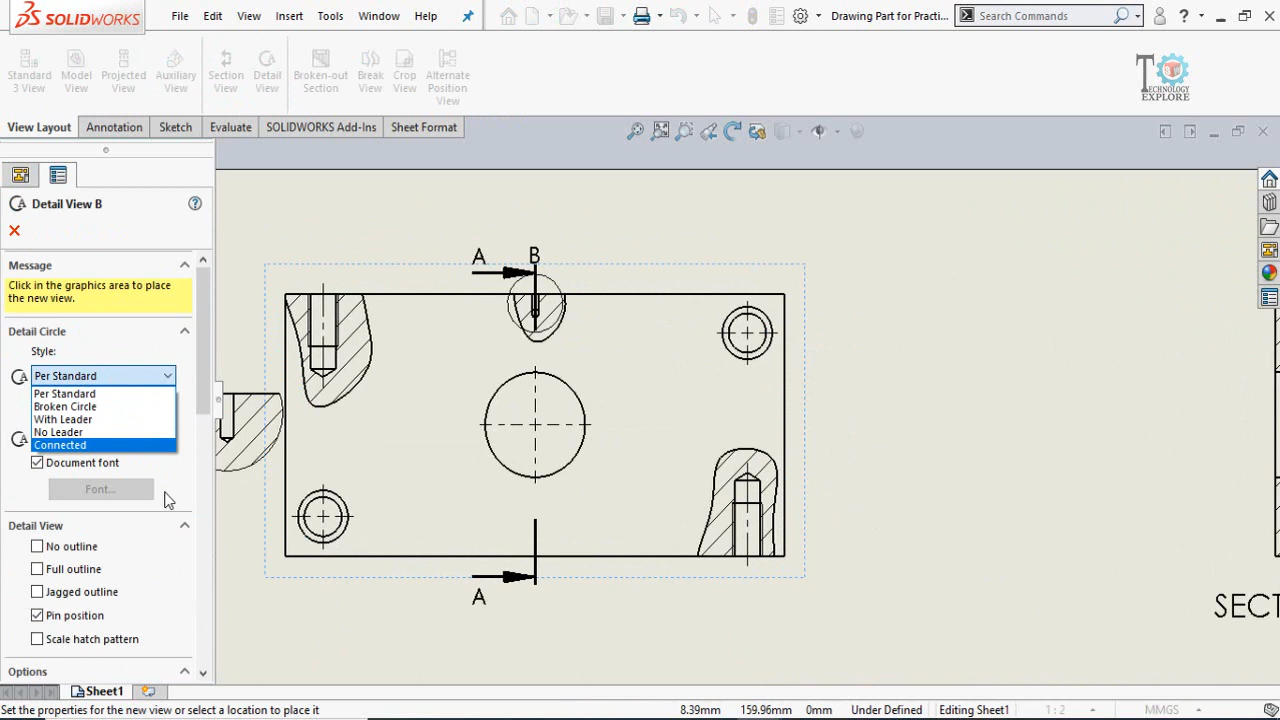 SOLIDWORKS File Edit View Insert Tools Window Help Drawing Part for Practi... Search Commands ?
Standard 3 View
Model View
Projected View
Auxiliary View
Section View
Detail View
Broken-out Section
Break View
Crop View
Alternate Position View
TECHNOLOGY EXPLORE
View Layout Annotation Sketch Evaluate SOLIDWORKS Add-Ins Sheet Format
Detail View B
Message
Click in the graphics area to place
the new view.
Detail Circle
Style:
Per Standard
Per Standard
Broken Circle
With Leader
No Leader
Connected
Document font
Font...
Detail View
No outline
Full outline
Jagged outline
Pin position
Scale hatch pattern
Options
A
B
A
SECT
Sheet1
Set the properties for the new view or select a location to place it 8.39mm 159.96mm 0mm Under Defined Editing Sheet1 1 : 2 MMGS